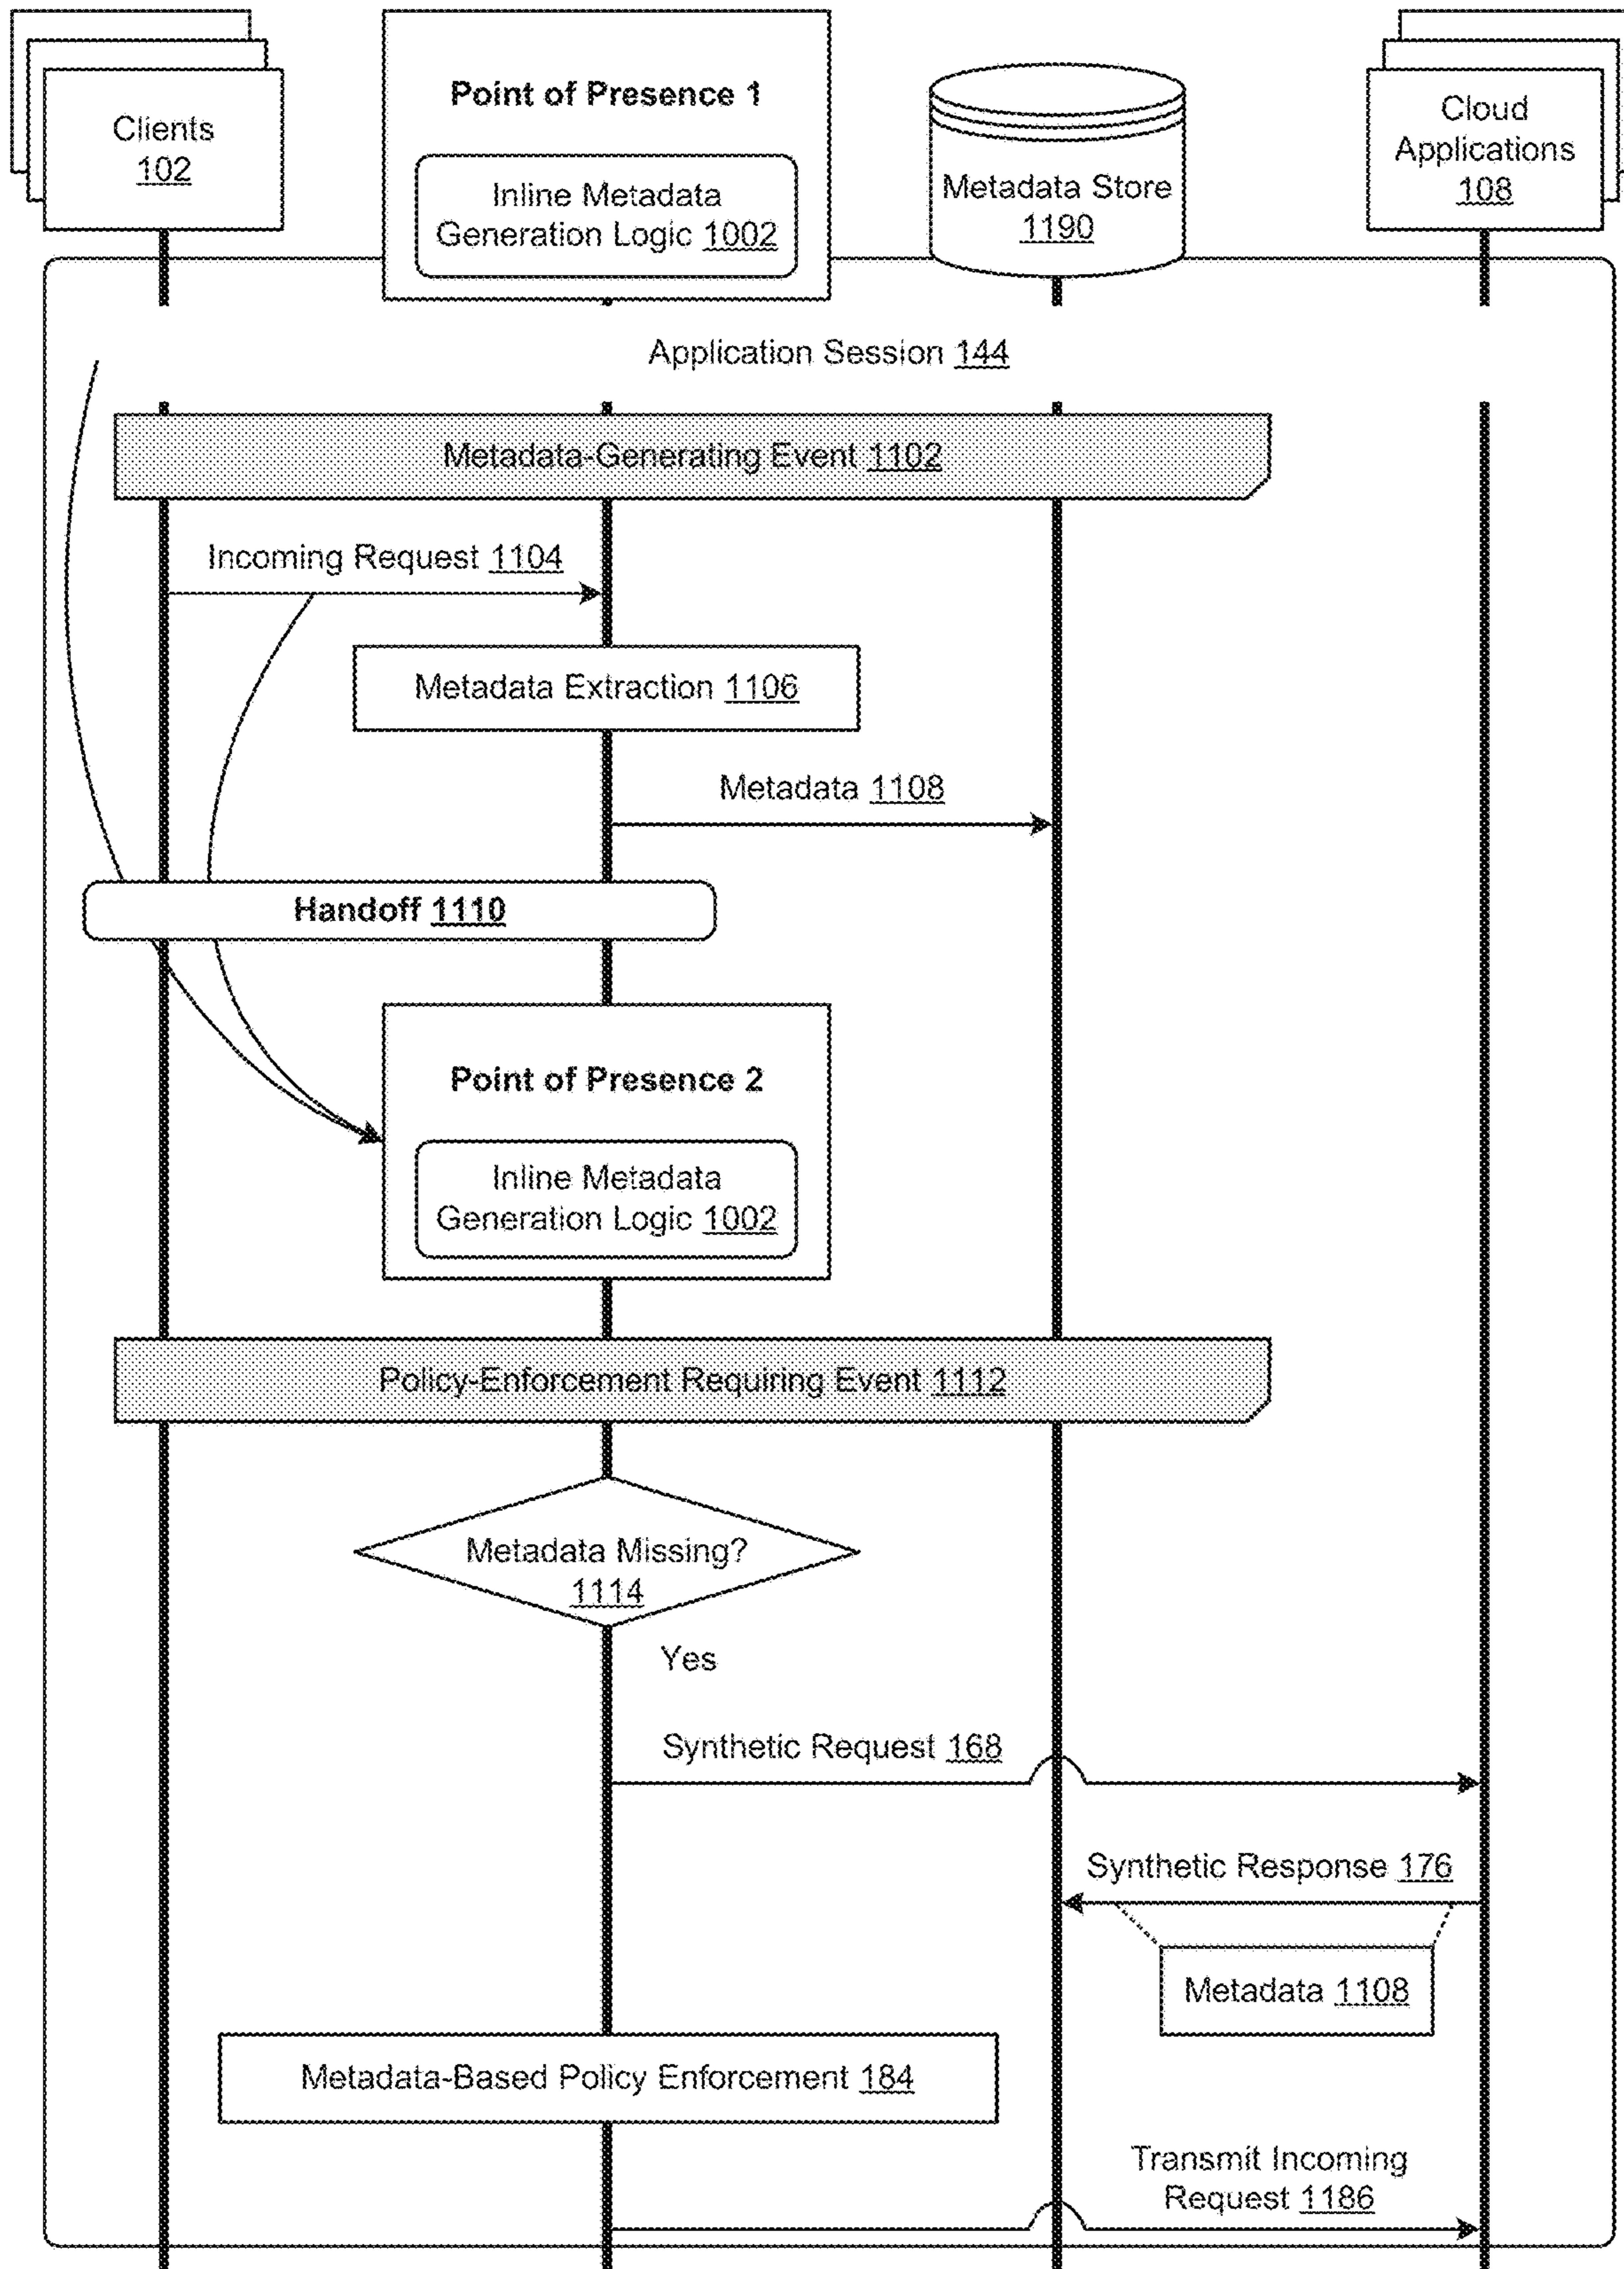 Clients
102
Point of Presence 1
Inline Metadata
Generation Logic 1002
Metadata Store
1190
Cloud
Applications
108
Application Session 144
Metadata-Generating Event 1102
Incoming Request 1104
Metadata Extraction 1106
Metadata 1108
Handoff 1110
Point of Presence 2
Inline Metadata
Generation Logic 1002
Policy-Enforcement Requiring Event 1112
Metadata Missing?
1114
Yes
Synthetic Request 168
Synthetic Response 176
Metadata 1108
Metadata-Based Policy Enforcement 184
Transmit Incoming
Request 1186